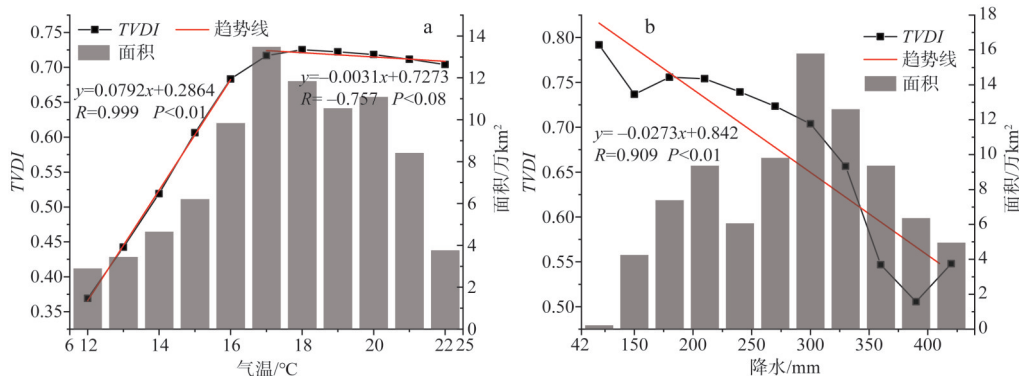 a
TVDI
趋势线
面积
y=0.0792x+0.2864
R=0.999 P<0.01
y=−0.0031x+0.7273
R= −0.757 P<0.08
0.75
0.70
0.65
0.60
0.55
0.50
0.45
0.40
0.35
TVDI
14
12
10
8
6
4
2
0
面积/万km²
6 12 14 16 18 20 22 25
气温/℃
b
TVDI
趋势线
面积
y= −0.0273x+0.842
R=0.909 P<0.01
0.80
0.75
0.70
0.65
0.60
0.55
0.50
TVDI
18
16
14
12
10
8
6
4
2
0
面积/万km²
42 150 200 250 300 350 400
降水/mm